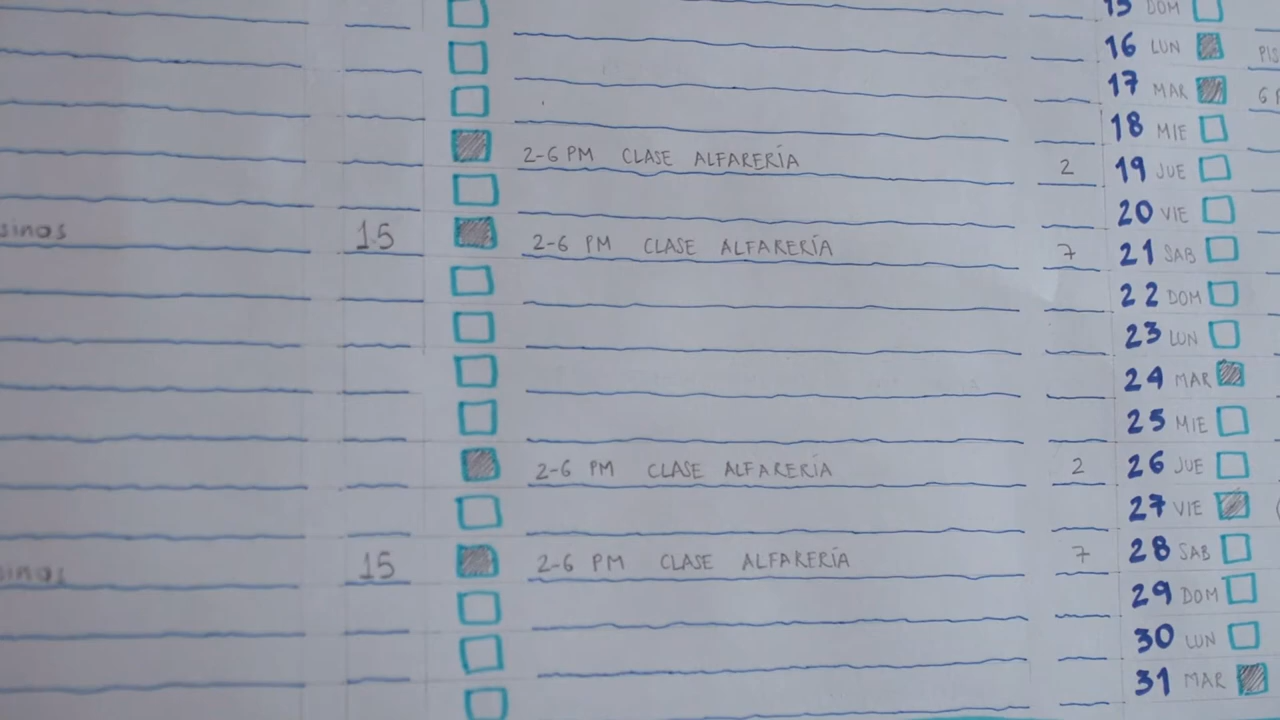 15 DOM
16 LUN
17 MAR
18 MIE
2-6 PM CLASE ALFARERÍA 2 19 JUE
20 VIE
15 2-6 PM CLASE ALFARERÍA 7 21 SAB
22 DOM
23 LUN
24 MAR
25 MIE
2-6 PM CLASE ALFARERÍA 2 26 JUE
27 VIE
15 2-6 PM CLASE ALFARERÍA 7 28 SAB
29 DOM
30 LUN
31 MAR